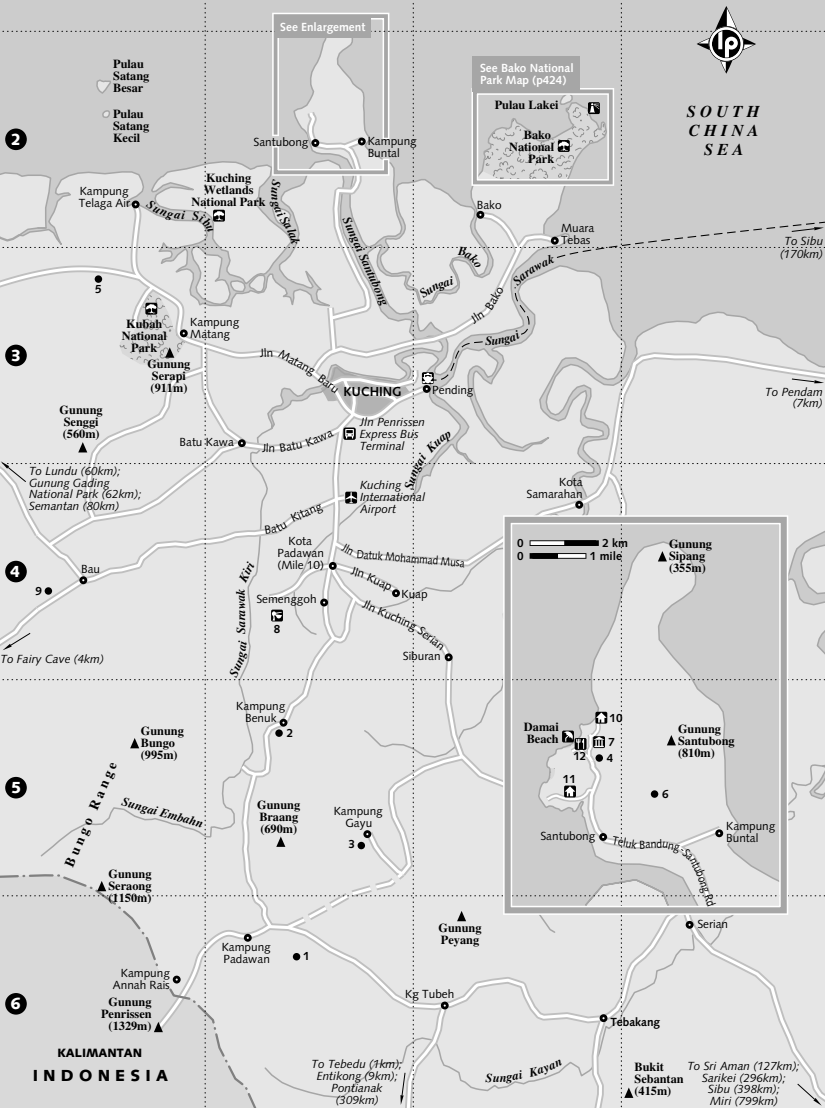 See Enlargement
lp
Pulau
Satang
Besar
See Bako National
Park Map (p424)
Pulau Lakei
SOUTH
CHINA
SEA
Pulau
Satang
Kecil
2
Bako
National
Park
Santubong
Kampung
Buntal
Kuching
Wetlands
National Park
Kampung
Telaga Air
Sungai Sibu
Sungai Salak
Sungai Santubong
Bako
Muara
Tebas
To Sibu
(170km)
Sungai Bako
Jln Bako
Sungai Sarawak
5
Kubah
National
Park
Kampung
Matang
3
Gunung
Serapi
(911m)
Jln Matang Baru
KUCHING
Pending
To Pendam
(7km)
Gunung
Senggi
(560m)
Jln Penrissen
Express Bus
Terminal
Batu Kawa
Jln Batu Kawa
Sungai Kuap
To Lundu (60km);
Gunung Gading
National Park (62km);
Semantan (80km)
Kuching
International
Airport
Kota
Samarahan
Batu Kitang
Kota
Padawan
(Mile 10)
Jln Datuk Mohammad Musa
0 2 km
0 1 mile
Gunung
Sipang
(355m)
4
Bau
9
Jln Kuap
Kuap
Semenggoh
8
Jln Kuching Serian
Sungai Sarawak Kiri
Siburan
To Fairy Cave (4km)
Kampung
Benuk
2
Gunung
Bungo
(995m)
10
Damai
Beach
12
7
4
Gunung
Santubong
(810m)
11
6
5
Bungo Range
Sungai Embahn
Gunung
Braang
(690m)
Kampung
Gayu
3
Santubong
Teluk Bandung-Santubong Rd
Kampung
Buntal
Gunung
Seraong
(1150m)
Gunung
Peyang
Serian
Kampung
Padawan
1
Kampung
Annah Rais
6
Gunung
Penrissen
(1329m)
Kg Tubeh
Tebakang
KALIMANTAN
INDONESIA
To Tebedu (1km);
Entikong (9km);
Pontianak
(309km)
Sungai Kayan
Bukit
Sebantan
(415m)
To Sri Aman (127km);
Sarikei (296km);
Sibu (398km);
Miri (799km)